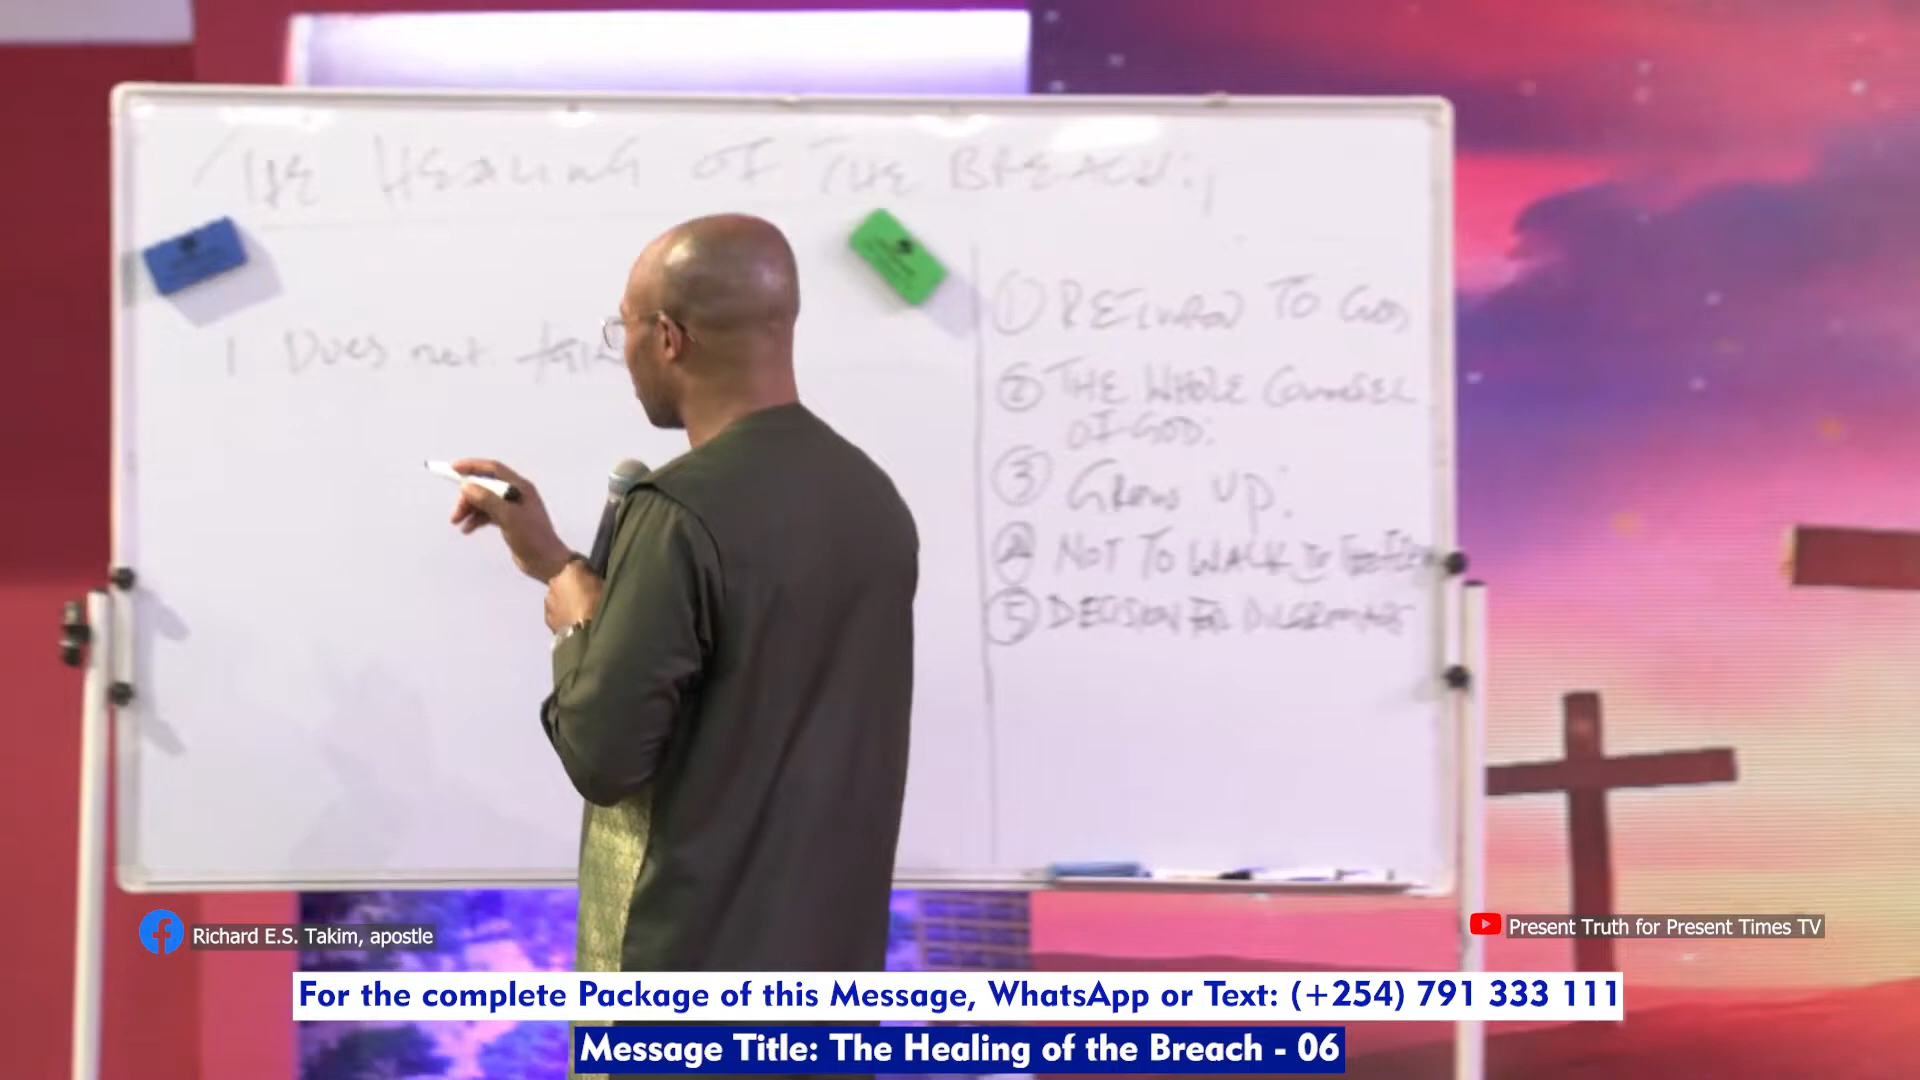 THE HEALING OF THE BREACH:,
1 Does not
① RETURN TO GOD
② THE WHOLE COUNSEL
OF GOD:
③ GROW UP:
④ NOT TO WALK IN
⑤ DECISION FOR
Richard E.S. Takim, apostle
Present Truth for Present Times TV
For the complete Package of this Message, WhatsApp or Text: (+254) 791 333 111
Message Title: The Healing of the Breach - 06